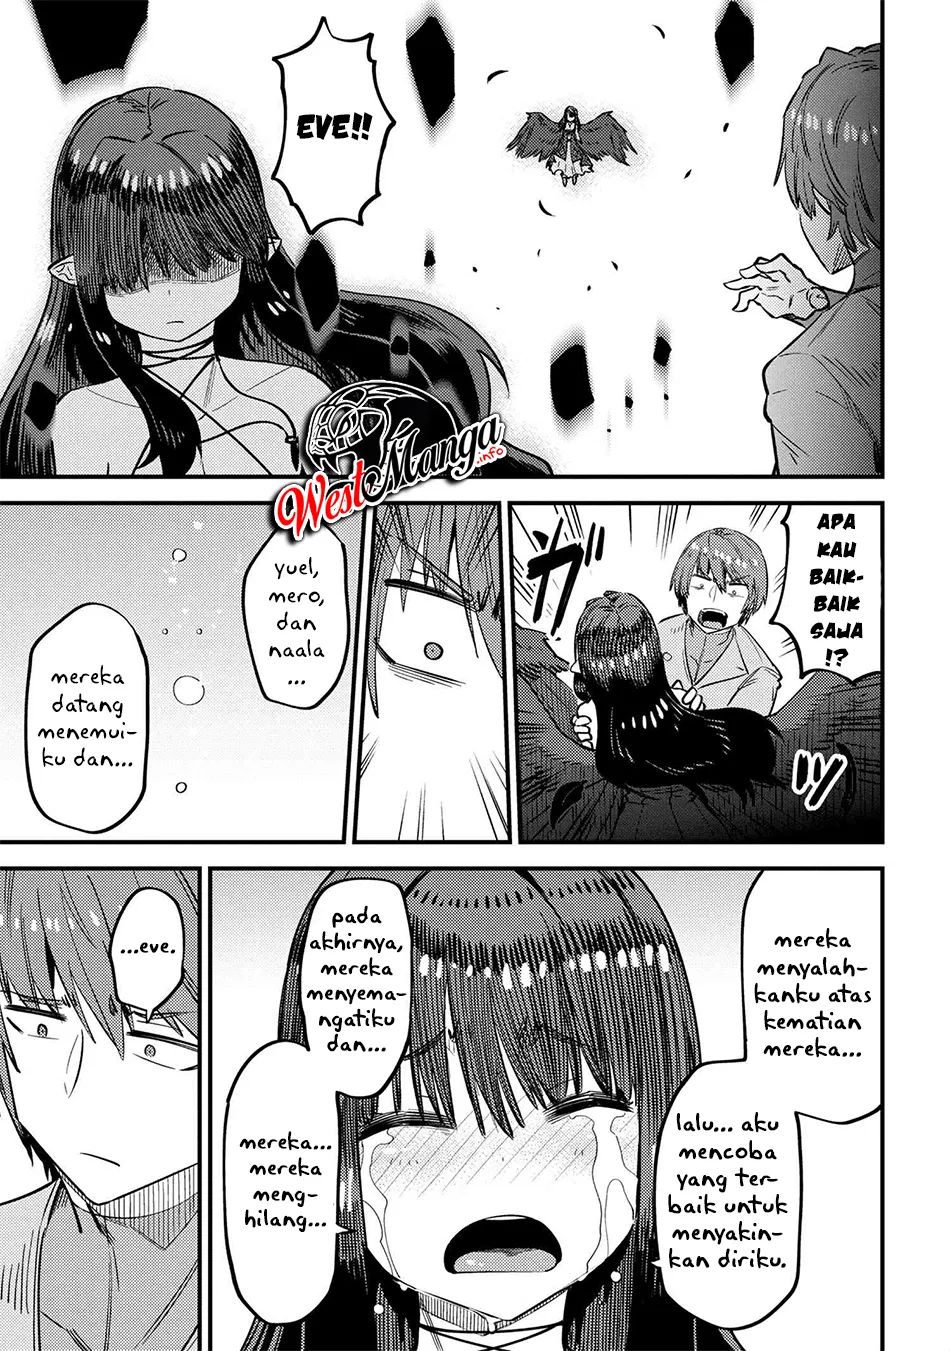 EVE!!
WestManga
.info
APA
KAU
BAIK-
BAIK
SAJA
!?
ツ
yuel,
mero,
dan
naala
...
mereka
datang
menemui-
ku dan...
mereka
menyalah-
kanku atas
kematian
mereka...
lalu... aku
mencoba
yang ter-
baik untuk
menyakin-
kan diriku.
pada
akhirnya,
mereka
menyema-
ngatiku
dan...
mereka...
mereka
meng-
hilang...
...eve.